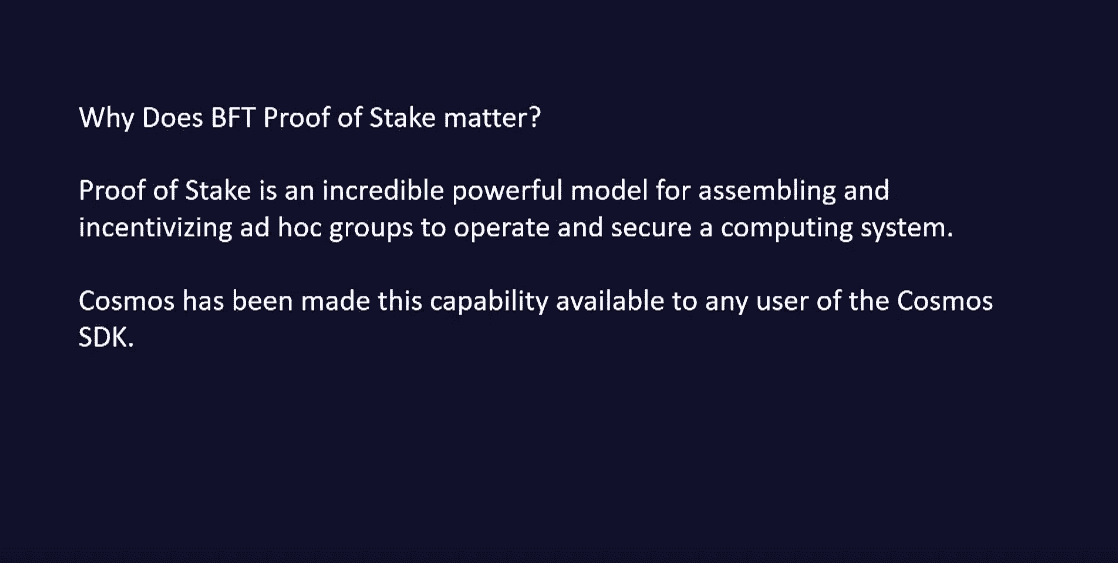 Why Does BFT Proof of Stake matter?
Proof of Stake is an incredible powerful model for assembling and
incentivizing ad hoc groups to operate and secure a computing system.
Cosmos has been made this capability available to any user of the Cosmos
SDK.